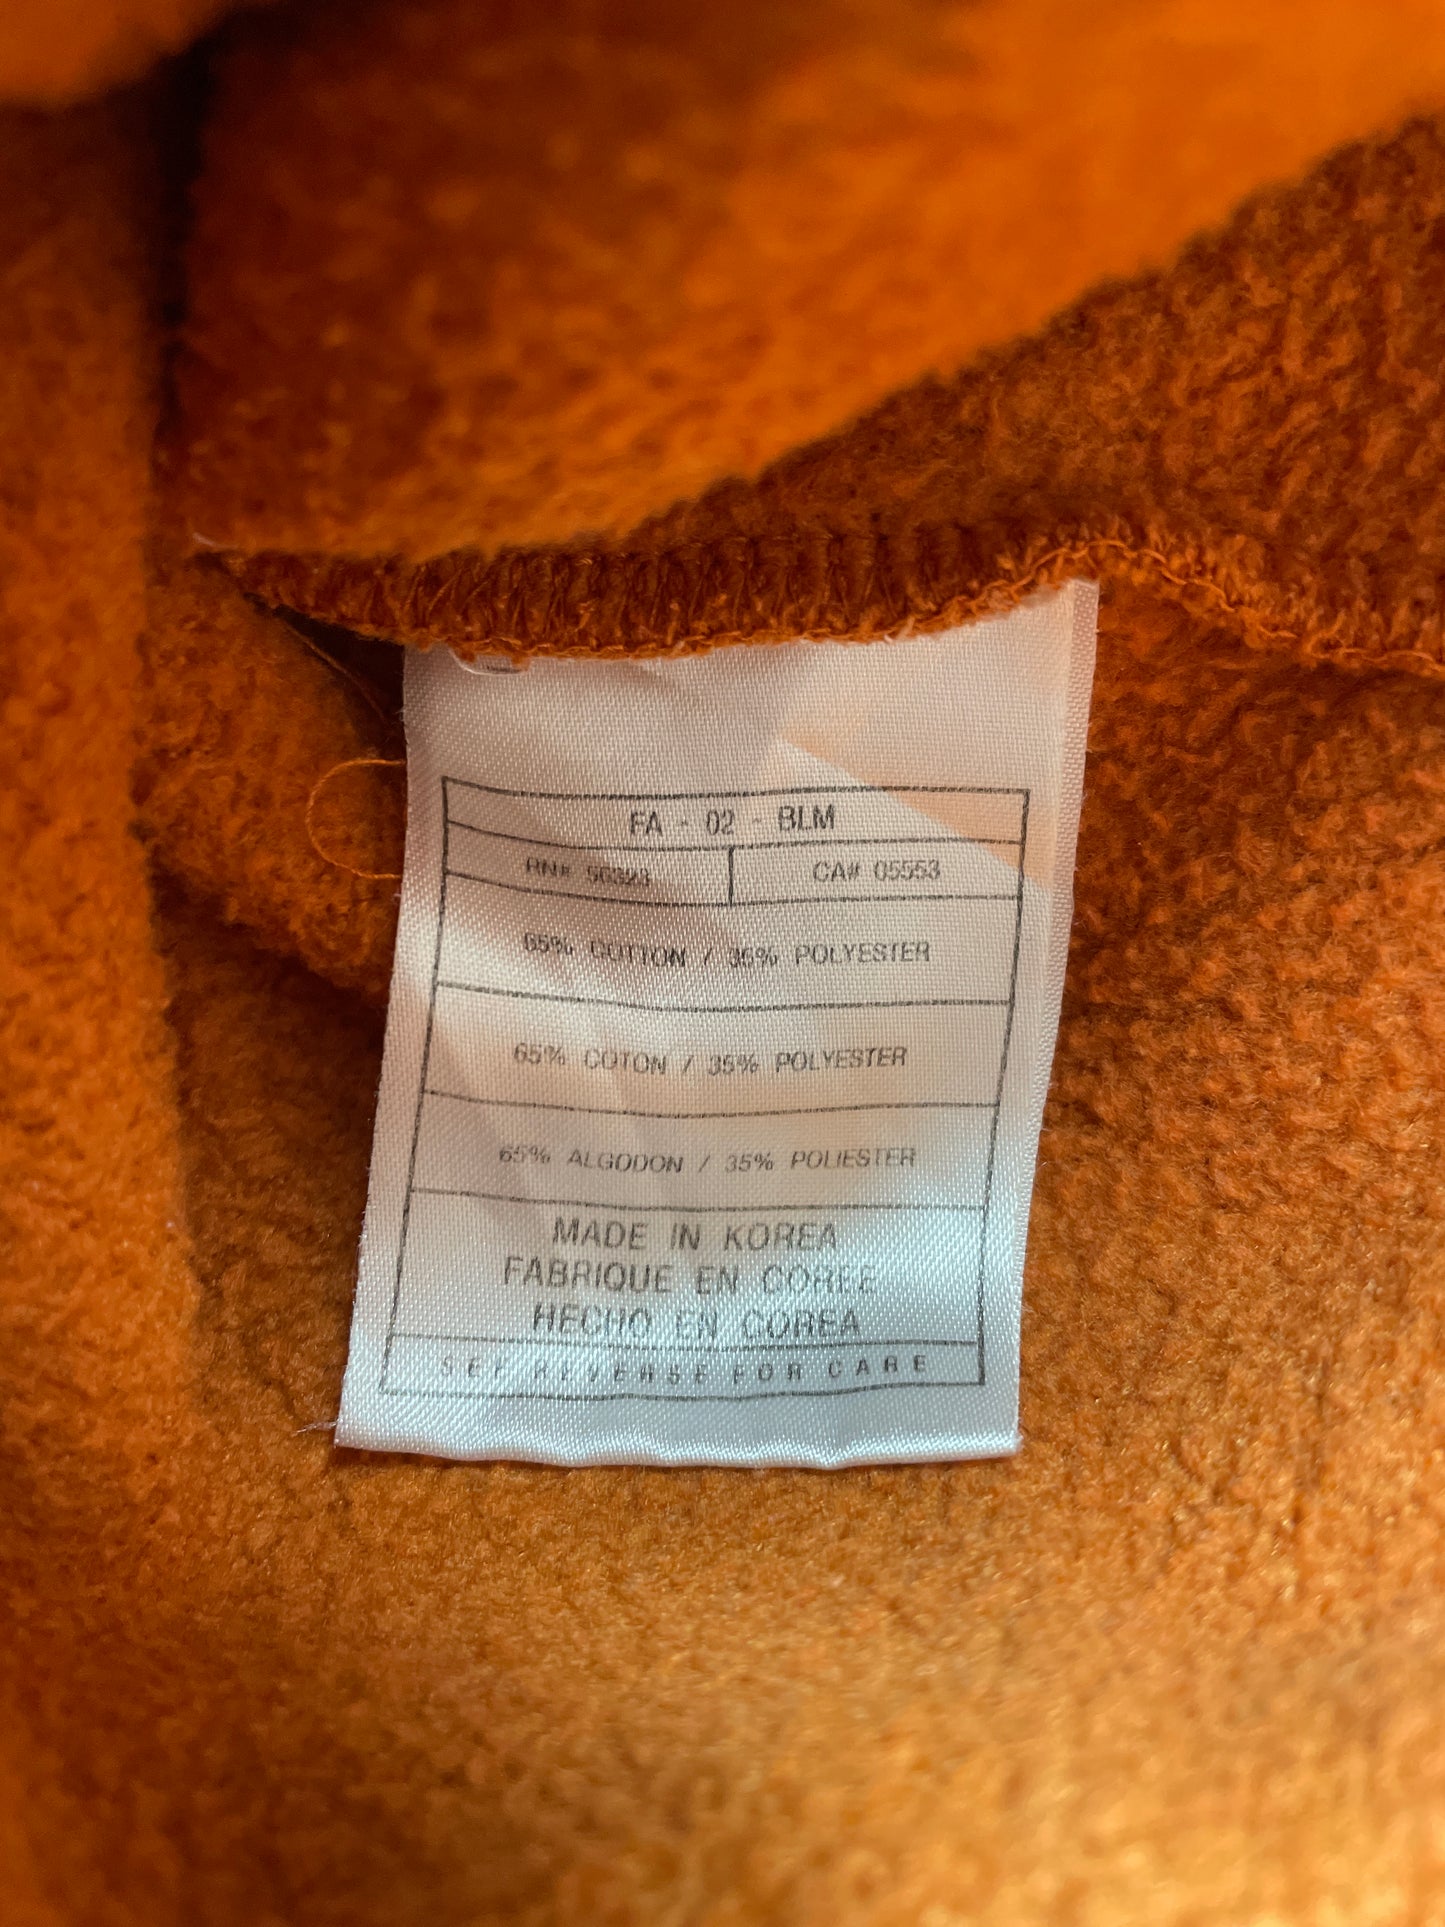 FA - 02 - BLM
RN# 56323 CA# 05553
65% COTTON / 35% POLYESTER
65% COTON / 35% POLYESTER
65% ALGODON / 35% POLIESTER
MADE IN KOREA
FABRIQUE EN COREE
HECHO EN COREA
SEE REVERSE FOR CARE